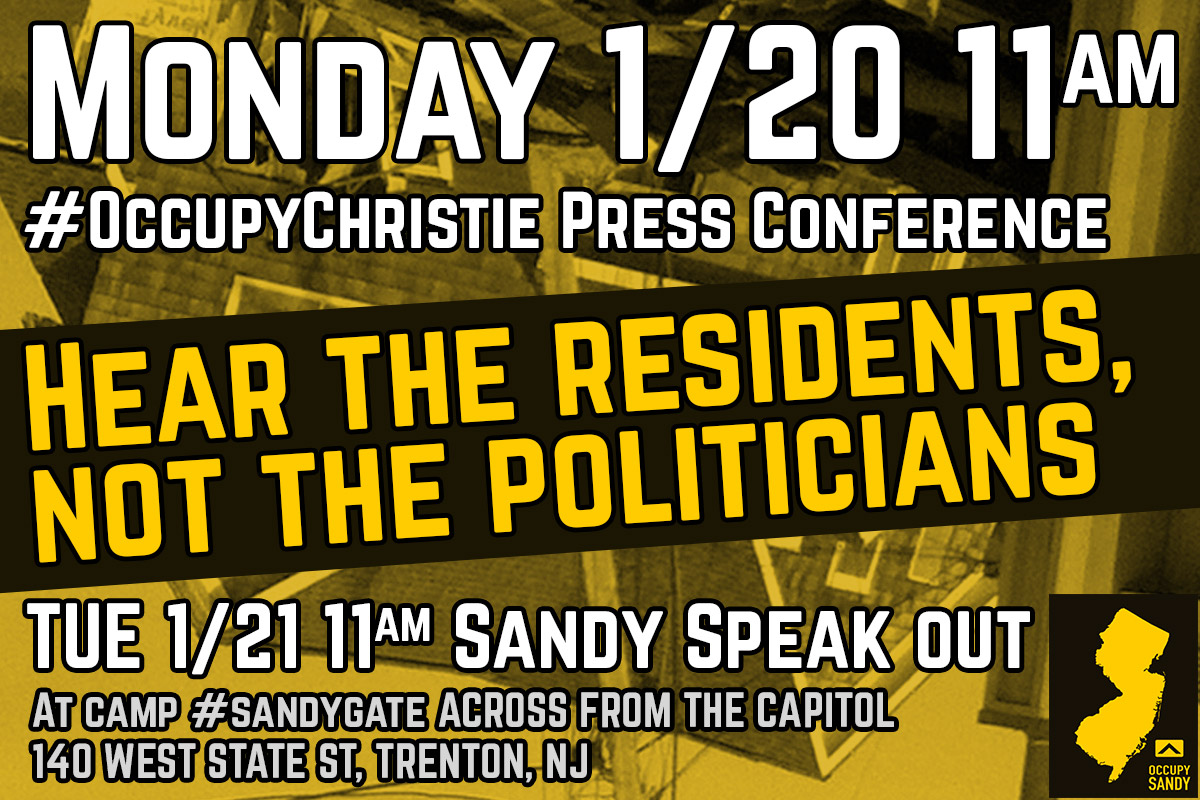 Monday 1/20 11AM
#OccupyChristie Press Conference
Hear the residents,
not the politicians
TUE 1/21 11AM Sandy Speak out
At camp #sandygate across from the Capitol
140 West State St, Trenton, NJ
OCCUPY
SANDY